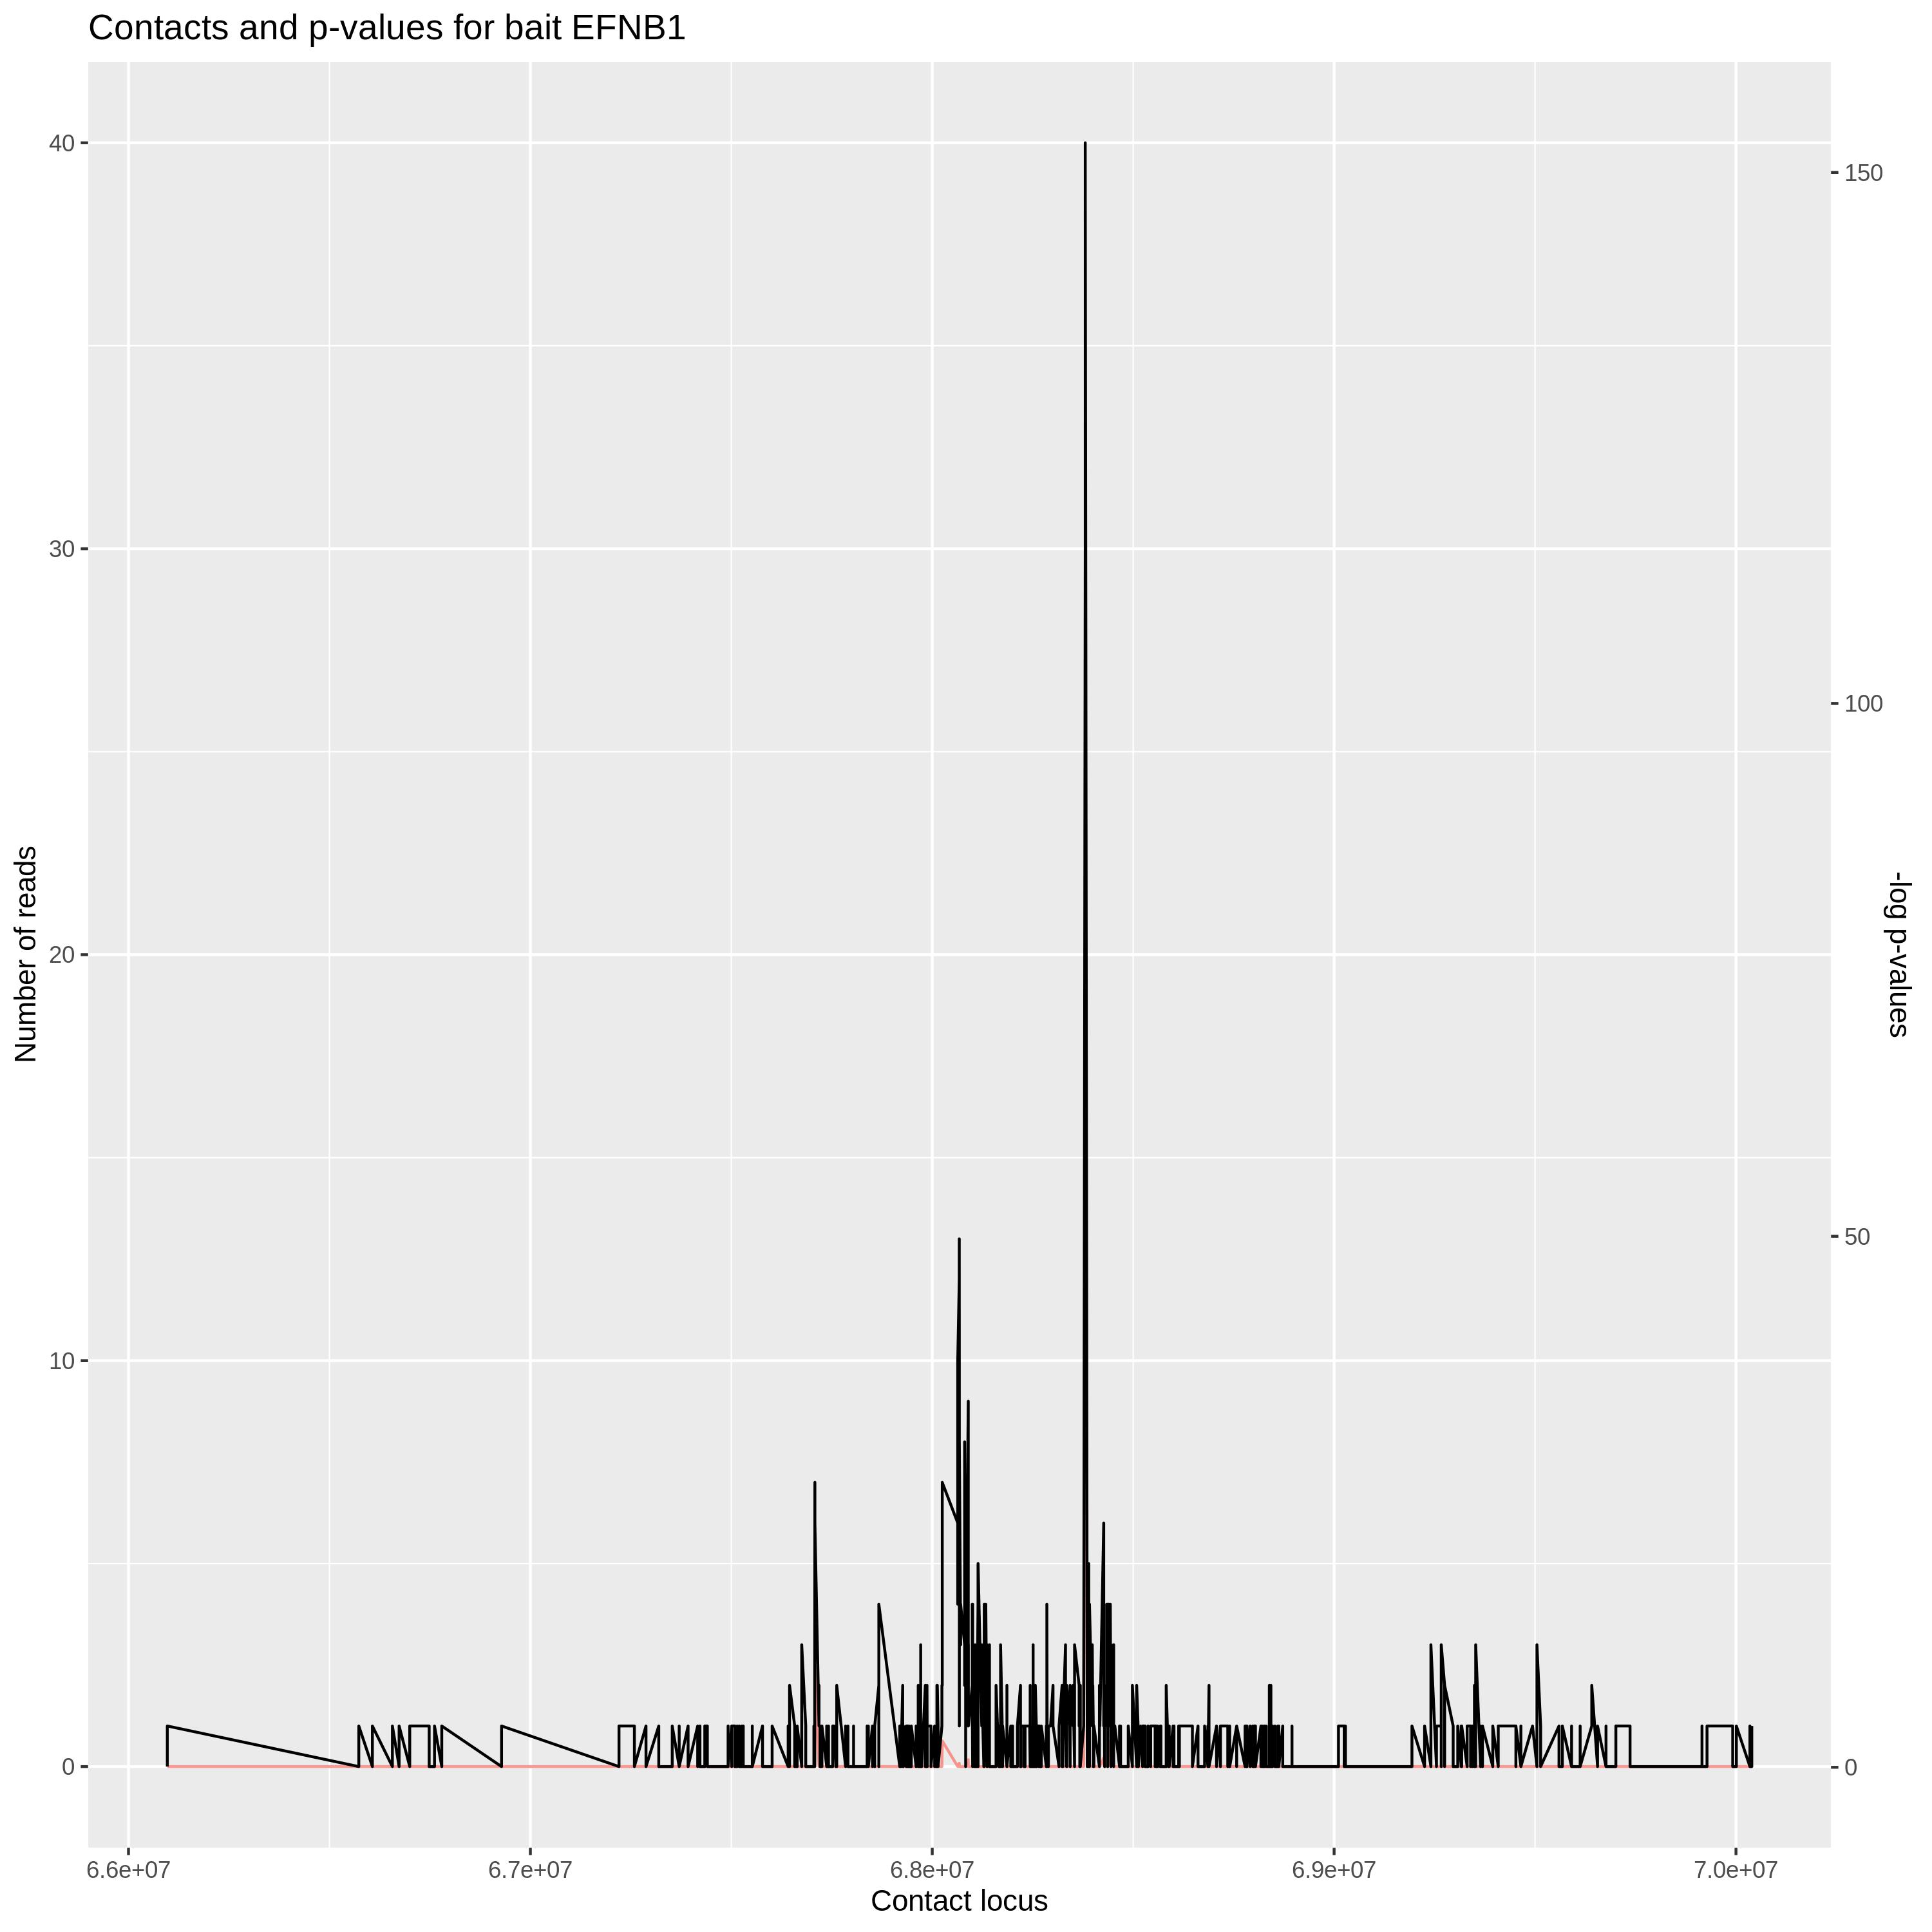 Contacts and p-values for bait EFNB1
40
30
20
10
0
Number of reads
150
100
50
0
-log p-values
6.6e+07
6.7e+07
6.8e+07
6.9e+07
7.0e+07
Contact locus